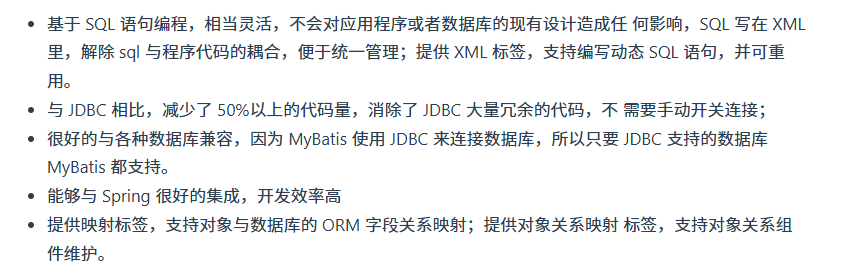 • 基于 SQL 语句编程，相当灵活，不会对应用程序或者数据库的现有设计造成任 何影响，SQL 写在 XML
里，解除 sql 与程序代码的耦合，便于统一管理；提供 XML 标签，支持编写动态 SQL 语句，并可重
用。
• 与 JDBC 相比，减少了 50%以上的代码量，消除了 JDBC 大量冗余的代码，不 需要手动开关连接；
• 很好的与各种数据库兼容，因为 MyBatis 使用 JDBC 来连接数据库，所以只要 JDBC 支持的数据库
MyBatis 都支持。
• 能够与 Spring 很好的集成，开发效率高
• 提供映射标签，支持对象与数据库的 ORM 字段关系映射；提供对象关系映射 标签，支持对象关系组
件维护。